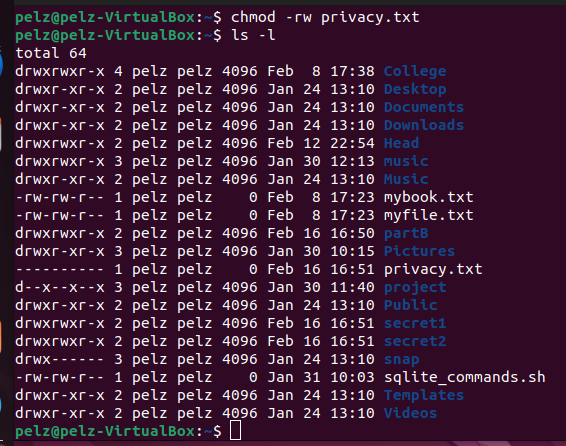 pelz@pelz-VirtualBox:~$ chmod -rw privacy.txt
pelz@pelz-VirtualBox:~$ ls -l
total 64
drwxrwxr-x 4 pelz pelz 4096 Feb  8 17:38 College
drwxr-xr-x 2 pelz pelz 4096 Jan 24 13:10 Desktop
drwxr-xr-x 2 pelz pelz 4096 Jan 24 13:10 Documents
drwxr-xr-x 2 pelz pelz 4096 Jan 24 13:10 Downloads
drwxrwxr-x 2 pelz pelz 4096 Feb 12 22:54 Head
drwxrwxr-x 3 pelz pelz 4096 Jan 30 12:13 music
drwxr-xr-x 2 pelz pelz 4096 Jan 24 13:10 Music
-rw-rw-r-- 1 pelz pelz    0 Feb  8 17:23 mybook.txt
-rw-rw-r-- 1 pelz pelz    0 Feb  8 17:23 myfile.txt
drwxrwxr-x 2 pelz pelz 4096 Feb 16 16:50 partB
drwxr-xr-x 3 pelz pelz 4096 Jan 30 10:15 Pictures
---------- 1 pelz pelz    0 Feb 16 16:51 privacy.txt
d--x--x--x 3 pelz pelz 4096 Jan 30 11:40 project
drwxr-xr-x 2 pelz pelz 4096 Jan 24 13:10 Public
drwxrwxr-x 2 pelz pelz 4096 Feb 16 16:51 secret1
drwxrwxr-x 2 pelz pelz 4096 Feb 16 16:51 secret2
drwx------ 3 pelz pelz 4096 Jan 24 13:10 snap
-rw-rw-r-- 1 pelz pelz    0 Jan 31 10:03 sqlite_commands.sh
drwxr-xr-x 2 pelz pelz 4096 Jan 24 13:10 Templates
drwxr-xr-x 2 pelz pelz 4096 Jan 24 13:10 Videos
pelz@pelz-VirtualBox:~$